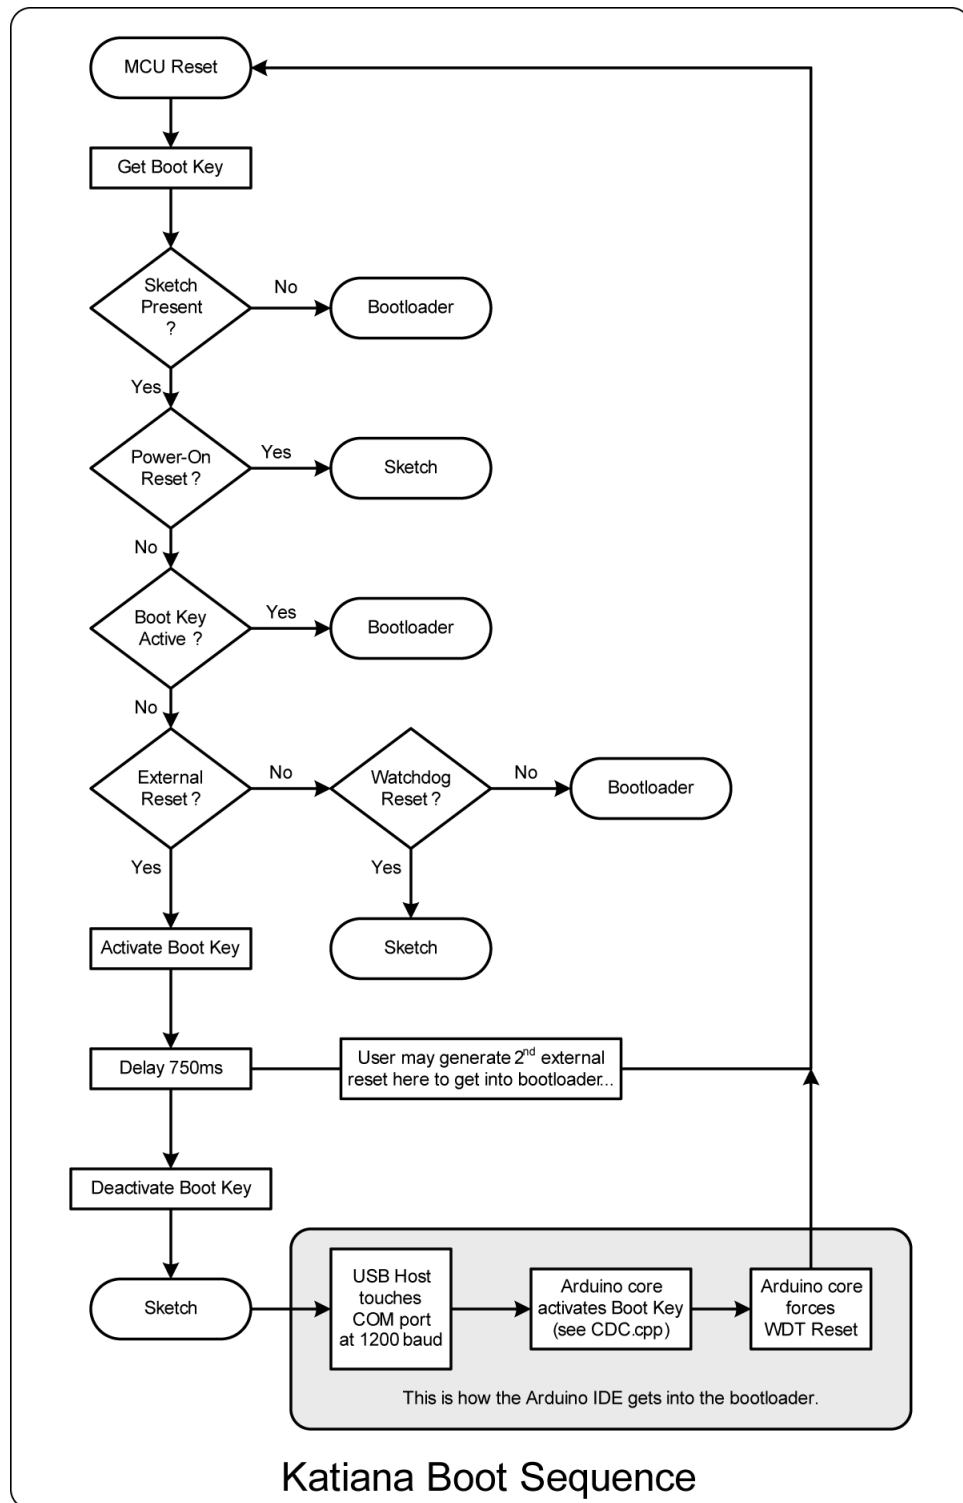 MCU Reset
Get Boot Key
Sketch
Present
?
No
Bootloader
Yes
Power-On
Reset ?
Yes
Sketch
No
Boot Key
Active ?
Yes
Bootloader
No
External
Reset ?
No
Watchdog
Reset ?
No
Bootloader
Yes
Yes
Activate Boot Key
Sketch
Delay 750ms
User may generate 2nd external
reset here to get into bootloader...
Deactivate Boot Key
Sketch
USB Host
touches
COM port
at 1200 baud
Arduino core
activates Boot Key
(see CDC.cpp)
Arduino core
forces
WDT Reset
This is how the Arduino IDE gets into the bootloader.
Katiana Boot Sequence